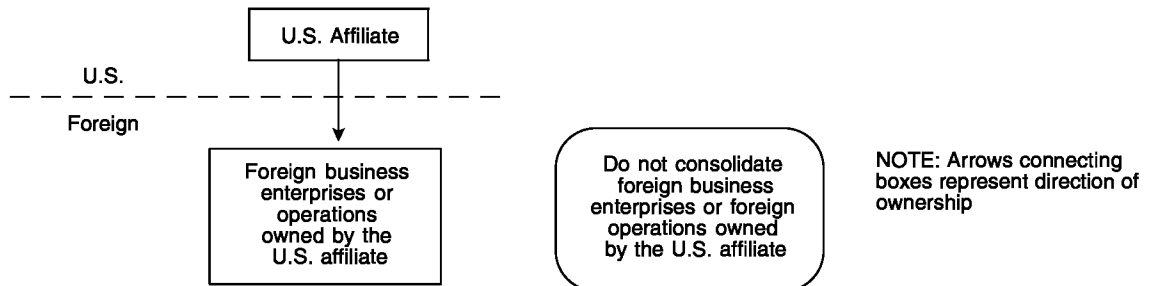 U.S. Affiliate
U.S.
Foreign
Foreign business
enterprises or
operations
owned by the
U.S. affiliate
Do not consolidate
foreign business
enterprises or foreign
operations owned
by the U.S. affiliate
NOTE: Arrows connecting
boxes represent direction of
ownership